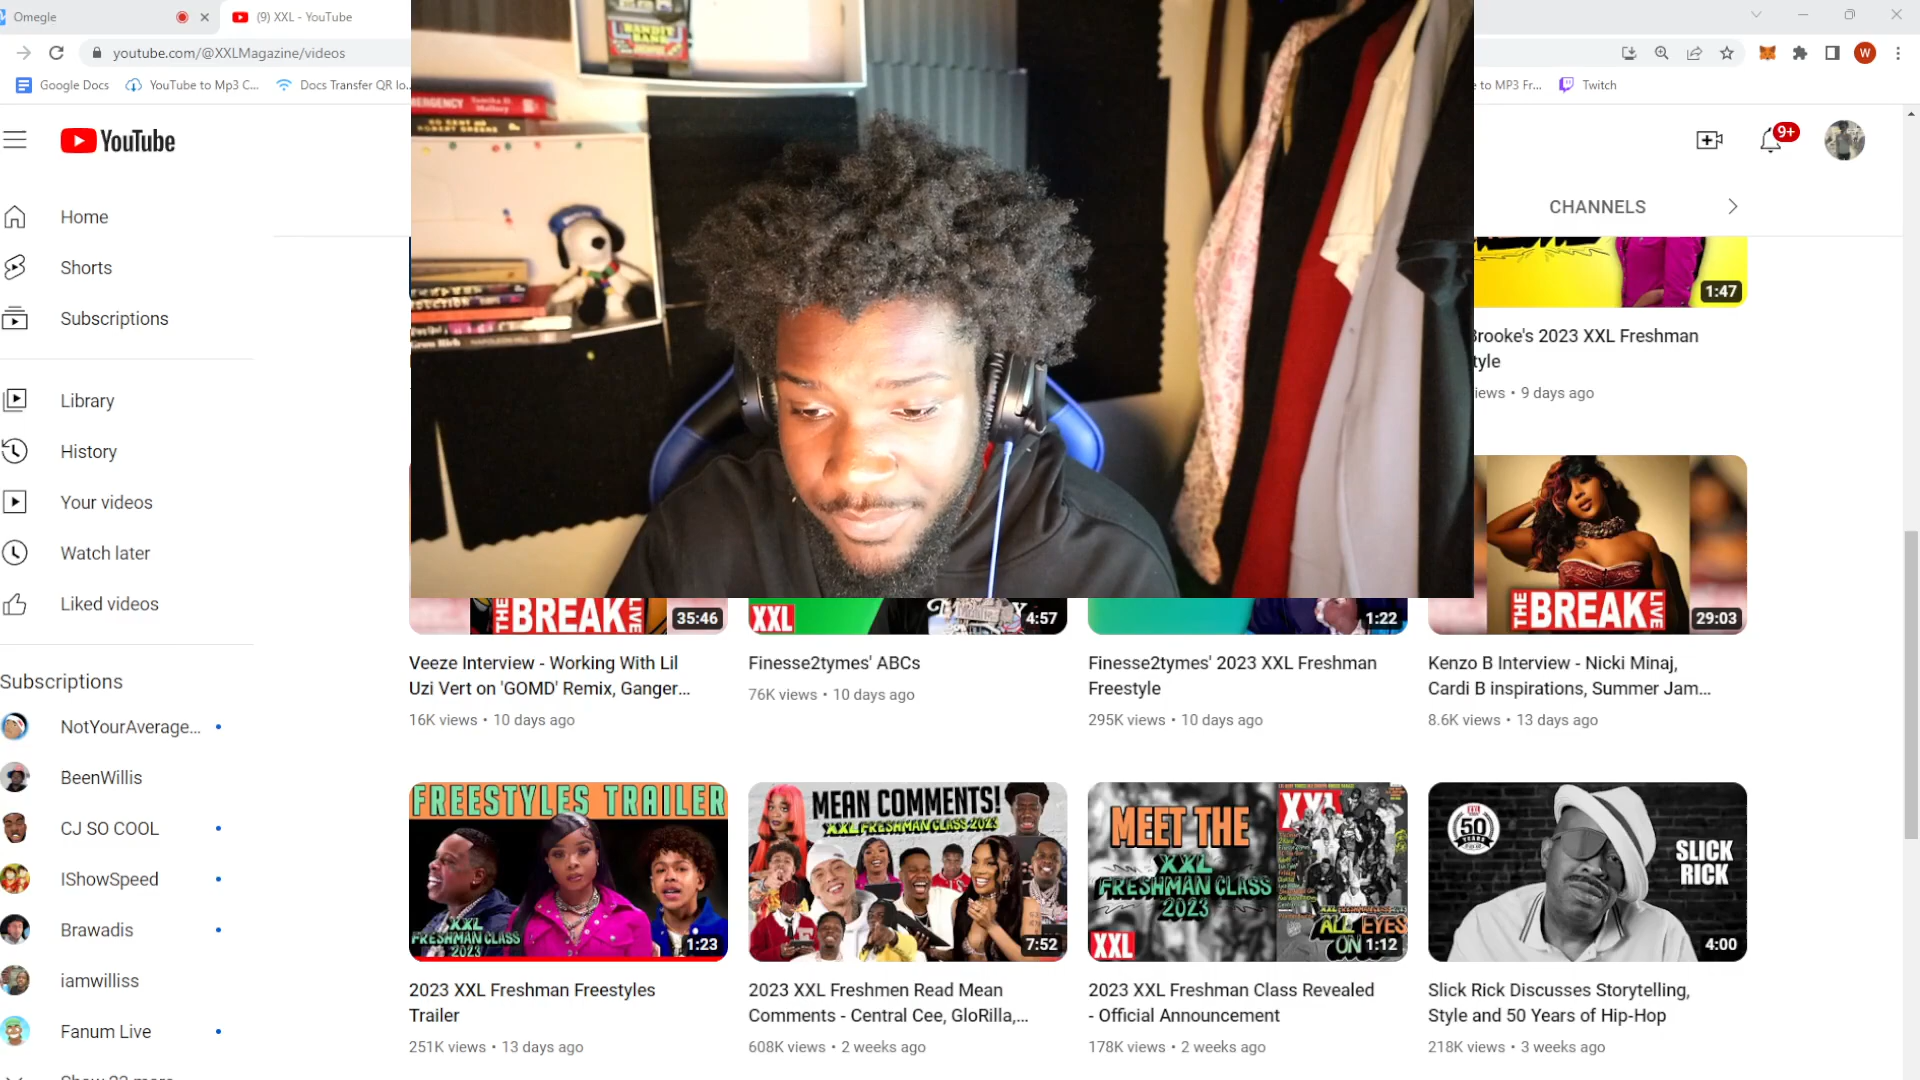 Omegle
(9) XXL - YouTube
youtube.com/@XXLMagazine/videos
W
Google Docs
YouTube to Mp3 C...
Docs Transfer QR lo..
e to MP3 Fr...
Twitch
YouTube
9+
Home
Shorts
Subscriptions
CHANNELS
Library
History
Your videos
Watch later
Liked videos
Subscriptions
NotYourAverage...
BeenWillis
CJ SO COOL
IShowSpeed
Brawadis
iamwilliss
Fanum Live
BANDIT
1:47
Brooke's 2023 XXL Freshman
tyle
iews • 9 days ago
THE BREAK LIVE
35:46
XXL
4:57
1:22
THE BREAK LIVE
29:03
Veeze Interview - Working With Lil
Uzi Vert on 'GOMD' Remix, Ganger...
16K views • 10 days ago
Finesse2tymes' ABCs
76K views • 10 days ago
Finesse2tymes' 2023 XXL Freshman
Freestyle
295K views • 10 days ago
Kenzo B Interview - Nicki Minaj,
Cardi B inspirations, Summer Jam...
8.6K views • 13 days ago
FREESTYLES TRAILER
XXL
FRESHMAN CLASS
2023
1:23
MEAN COMMENTS!
XXL FRESHMAN CLASS 2023
7:52
MEET THE
XXL
FRESHMAN CLASS
2023
XXL
XXL
ALL EYES
ON
1:12
50
SLICK
RICK
4:00
2023 XXL Freshman Freestyles
Trailer
251K views • 13 days ago
2023 XXL Freshmen Read Mean
Comments - Central Cee, GloRilla,...
608K views • 2 weeks ago
2023 XXL Freshman Class Revealed
- Official Announcement
178K views • 2 weeks ago
Slick Rick Discusses Storytelling,
Style and 50 Years of Hip-Hop
218K views • 3 weeks ago